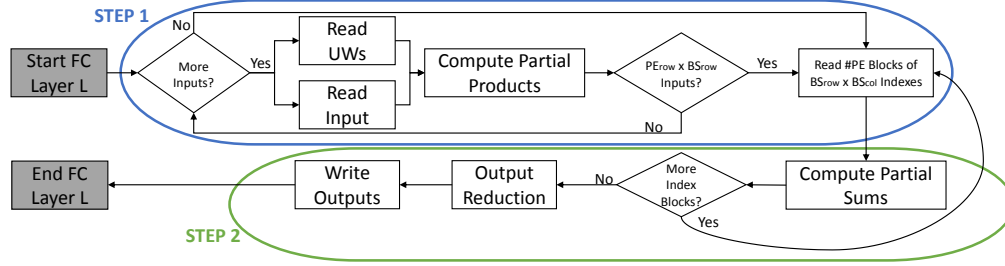 STEP 1
No
Start FC
Layer L
More
Inputs?
Yes
Read
UWs
Read
Input
Compute Partial
Products
PErow x BSrow
Inputs?
Yes
No
Read #PE Blocks of
BSrow x BScol Indexes
End FC
Layer L
Write
Outputs
Output
Reduction
No
More
Index
Blocks?
Yes
Compute Partial
Sums
STEP 2